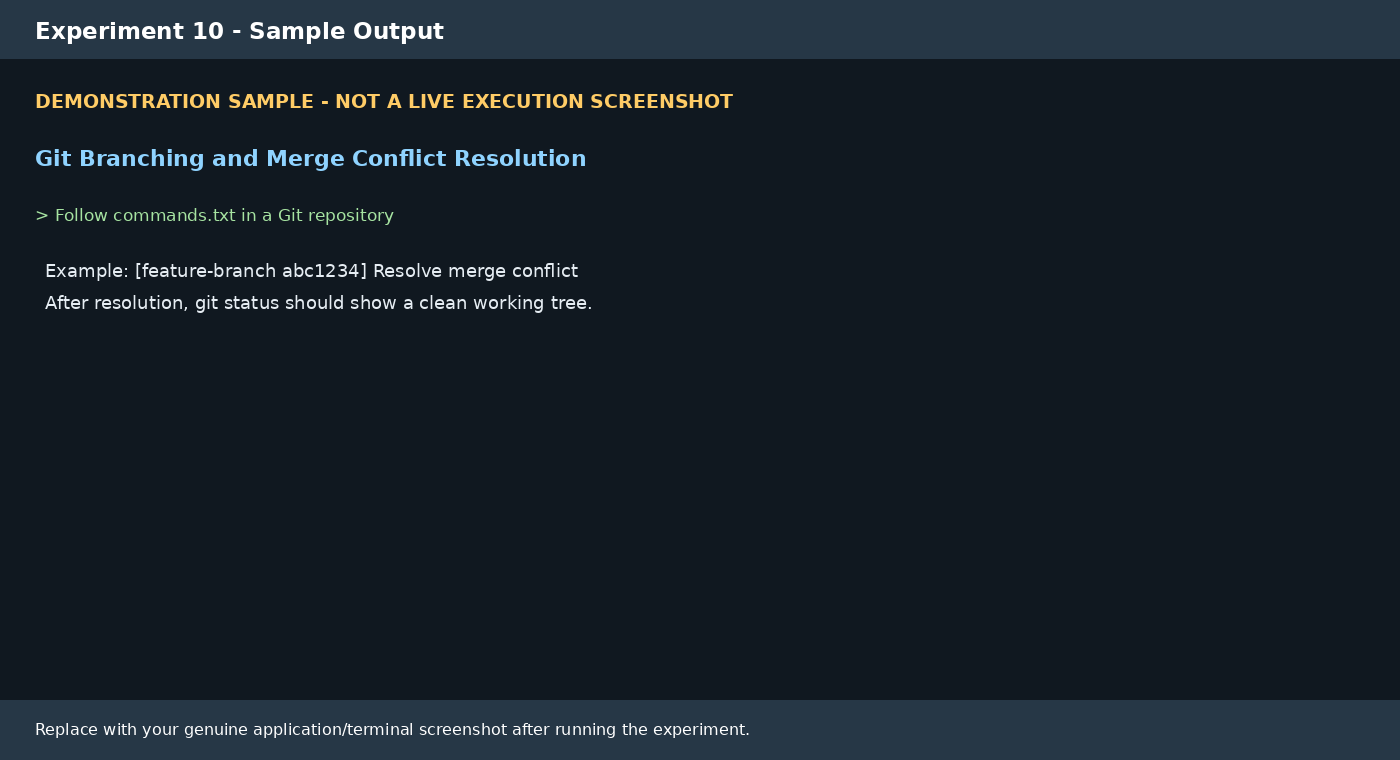 Experiment 10 - Sample Output
DEMONSTRATION SAMPLE - NOT A LIVE EXECUTION SCREENSHOT
Git Branching and Merge Conflict Resolution
> Follow commands.txt in a Git repository
Example: [feature-branch abc1234] Resolve merge conflict
After resolution, git status should show a clean working tree.
Replace with your genuine application/terminal screenshot after running the experiment.